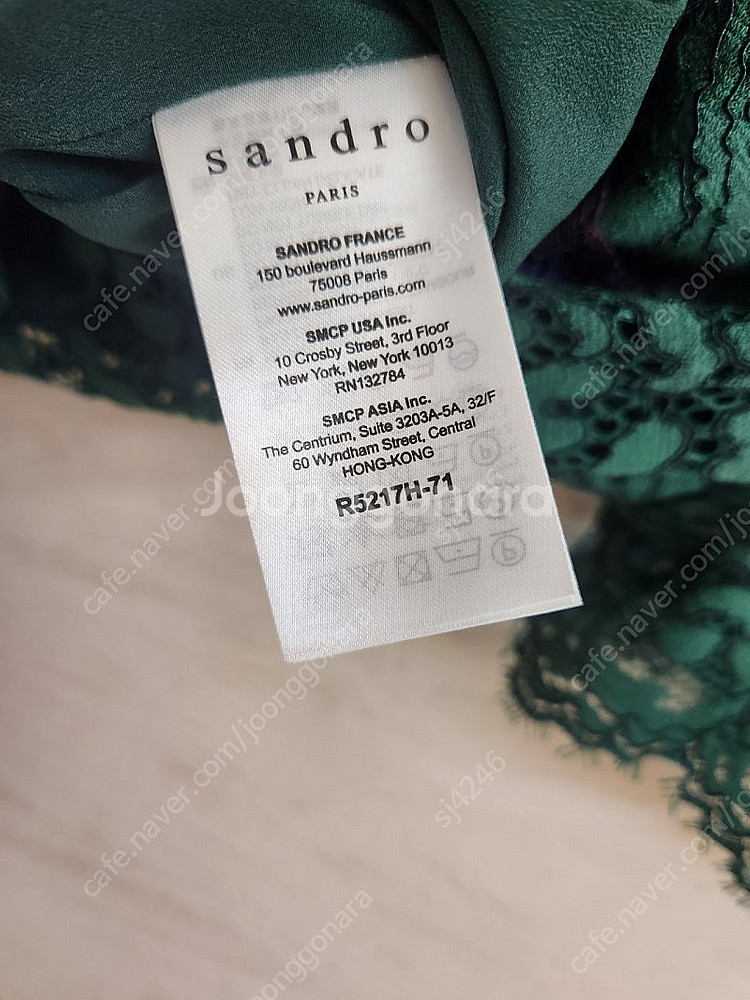 sandro
PARIS
SANDRO FRANCE
150 boulevard Haussmann
75008 Paris
www.sandro-paris.com
SMCP USA Inc.
10 Crosby Street, 3rd Floor
New York, New York 10013
RN132784
SMCP ASIA Inc.
The Centrium, Suite 3203A-5A, 32/F
60 Wyndham Street, Central
HONG-KONG
R5217H-71
Joonggonara
cafe.naver.com/joonggonara
sj4246